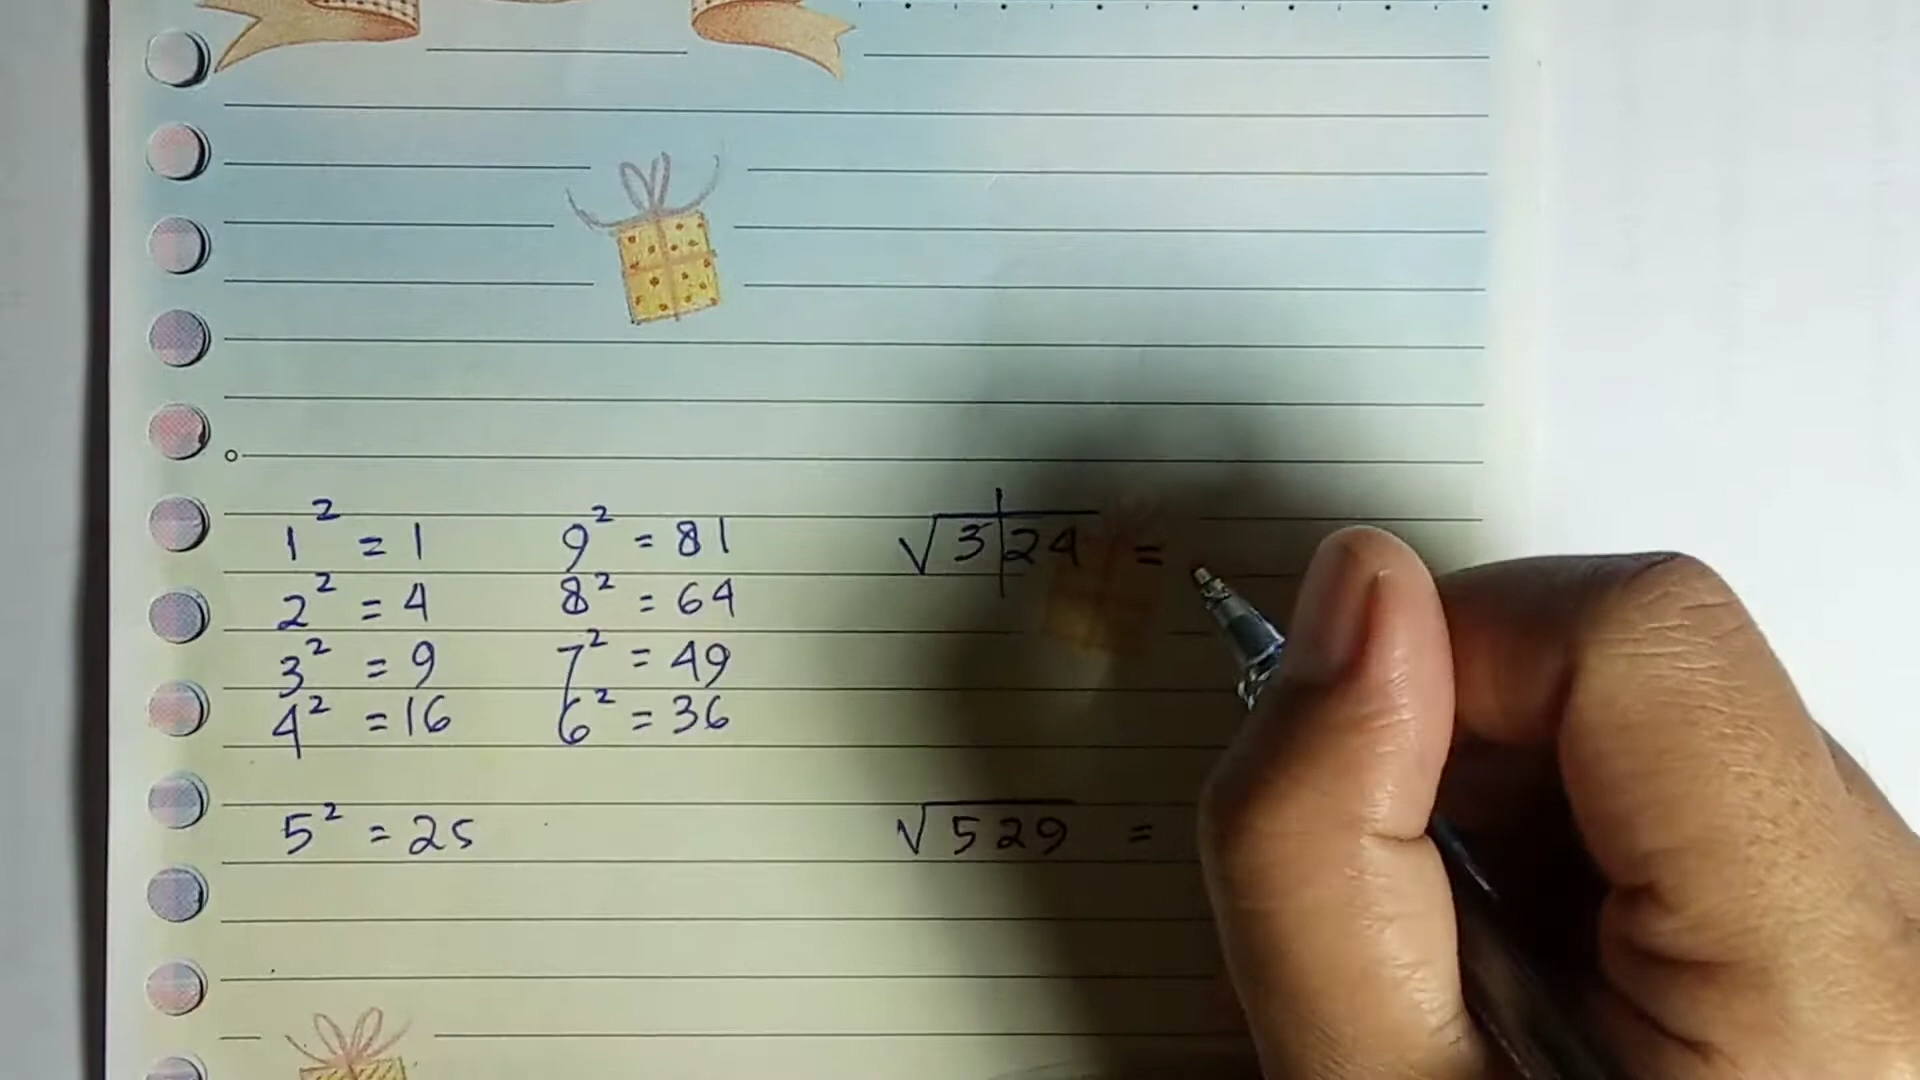 1² = 1
2² = 4
3² = 9
4² = 16
5² = 25
9² = 81
8² = 64
7² = 49
6² = 36
√3|24 =
√529 =